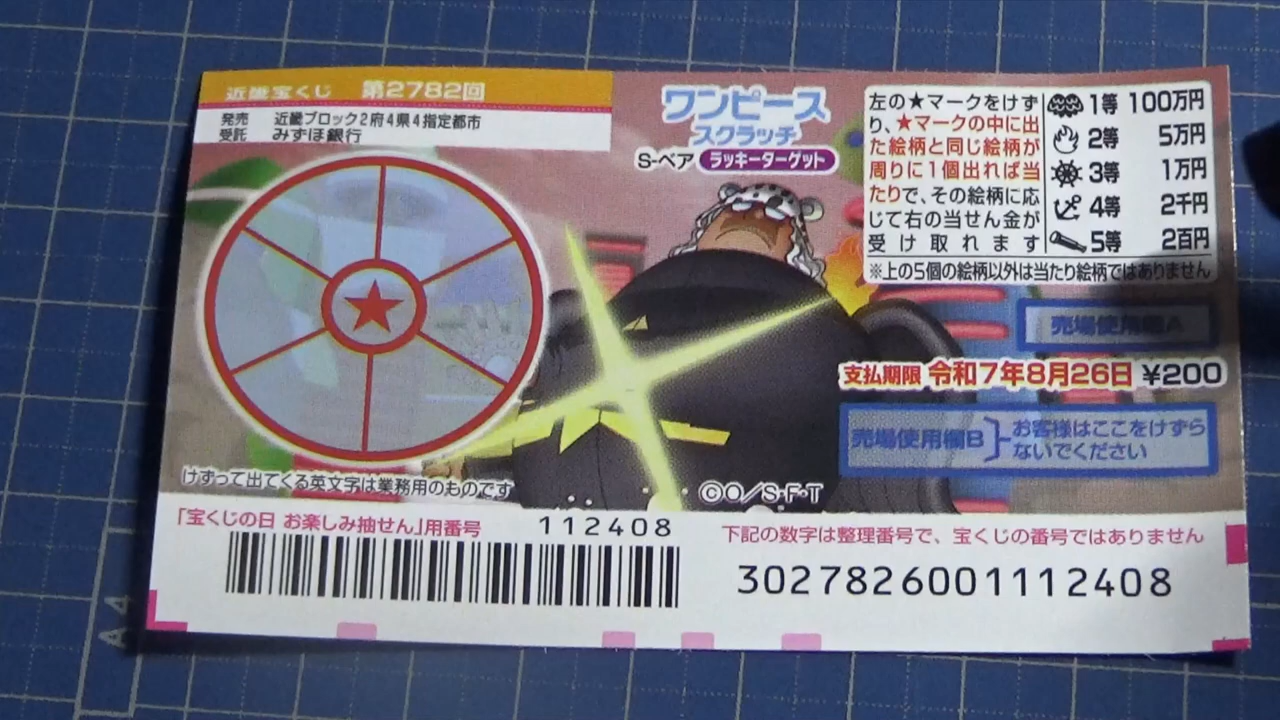 近畿宝くじ 第2782回
発売 近畿ブロック2府4県4指定都市
受託 みずほ銀行
ワンピース
スクラッチ
S-ベア ラッキーターゲット
左の★マークをけず
り、★マークの中に出
た絵柄と同じ絵柄が
周りに1個出れば当
たりで、その絵柄に応
じて右の当せん金が
受け取れます
1等 100万円
2等 5万円
3等 1万円
4等 2千円
5等 2百円
※上の5個の絵柄以外は当たり絵柄ではありません
売場使用欄A
支払期限 令和7年8月26日 ¥200
売場使用欄B
お客様はここをけずら
ないでください
けずって出てくる英文字は業務用のものです
©O/S・F・T
「宝くじの日 お楽しみ抽せん」用番号 112408
下記の数字は整理番号で、宝くじの番号ではありません
3027826001112408
A4